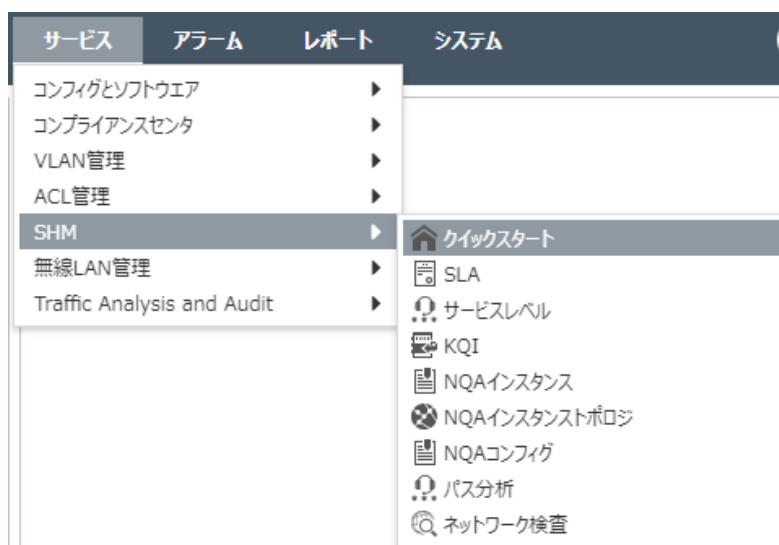 サービス アラーム レポート システム
コンフィグとソフトウエア
コンプライアンスセンタ
VLAN管理
ACL管理
SHM
無線LAN管理
Traffic Analysis and Audit
クイックスタート
SLA
サービスレベル
KQI
NQAインスタンス
NQAインスタンストポロジ
NQAコンフィグ
パス分析
ネットワーク検査